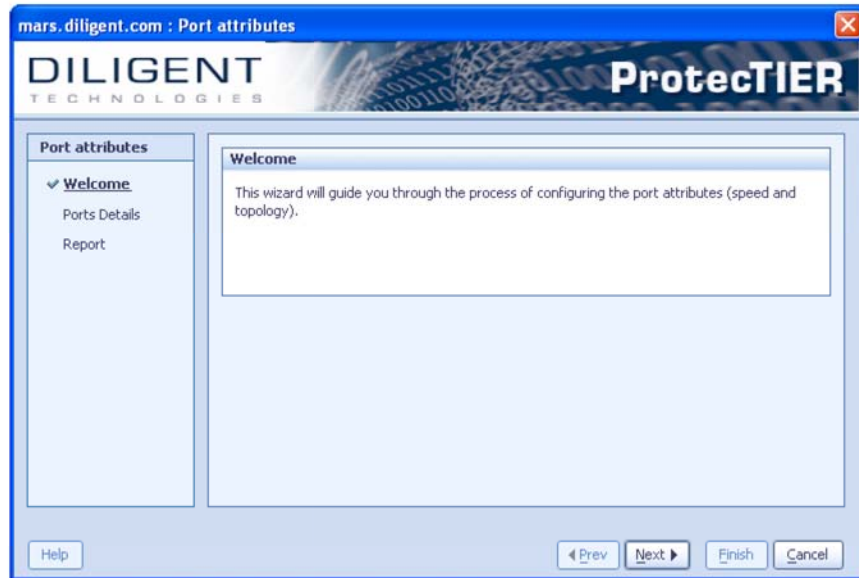 mars.diligent.com : Port attributes
DILIGENT
TECHNOLOGIES
ProtecTIER
Port attributes
Welcome
Ports Details
Report
Welcome
This wizard will guide you through the process of configuring the port attributes (speed and
topology).
Help
Prev
Next
Finish
Cancel